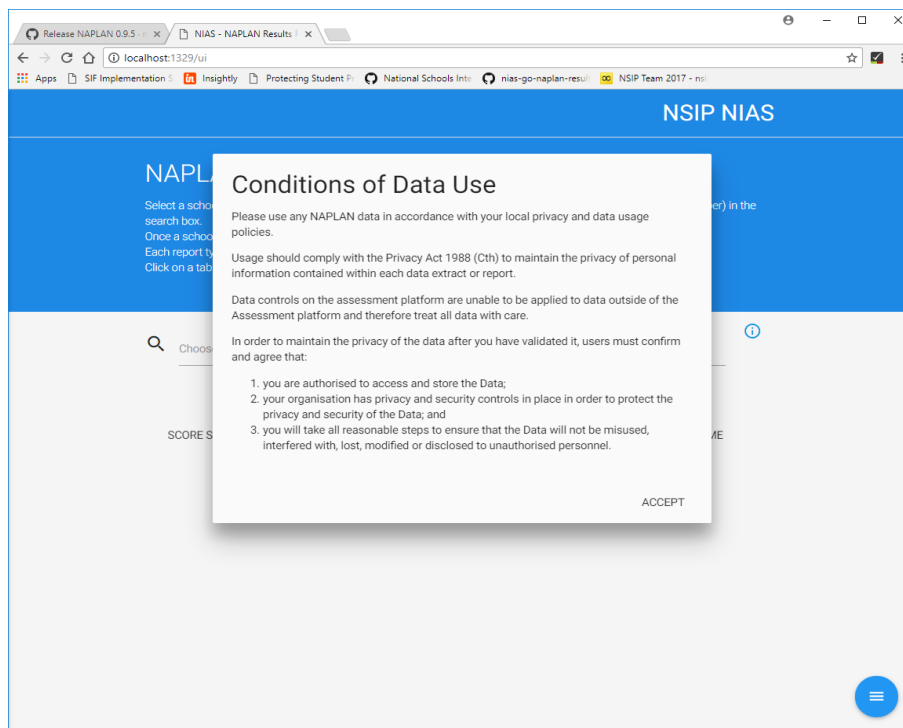 Release NAPLAN 0.9.5 - n
NIAS - NAPLAN Results
localhost:1329/ui
Apps
SIF Implementation S
Insightly
Protecting Student Pr
National Schools Inte
nias-go-naplan-resul
NSIP Team 2017 - nsi
NSIP NIAS
NAPLA
Select a schoo
er) in the
search box.
Once a schoo
Each report ty
Click on a tab
Conditions of Data Use
Please use any NAPLAN data in accordance with your local privacy and data usage
policies.
Usage should comply with the Privacy Act 1988 (Cth) to maintain the privacy of personal
information contained within each data extract or report.
Data controls on the assessment platform are unable to be applied to data outside of the
Assessment platform and therefore treat all data with care.
In order to maintain the privacy of the data after you have validated it, users must confirm
and agree that:
1. you are authorised to access and store the Data;
2. your organisation has privacy and security controls in place in order to protect the
privacy and security of the Data; and
3. you will take all reasonable steps to ensure that the Data will not be misused,
interfered with, lost, modified or disclosed to unauthorised personnel.
ACCEPT
Choos
SCORE S
ME